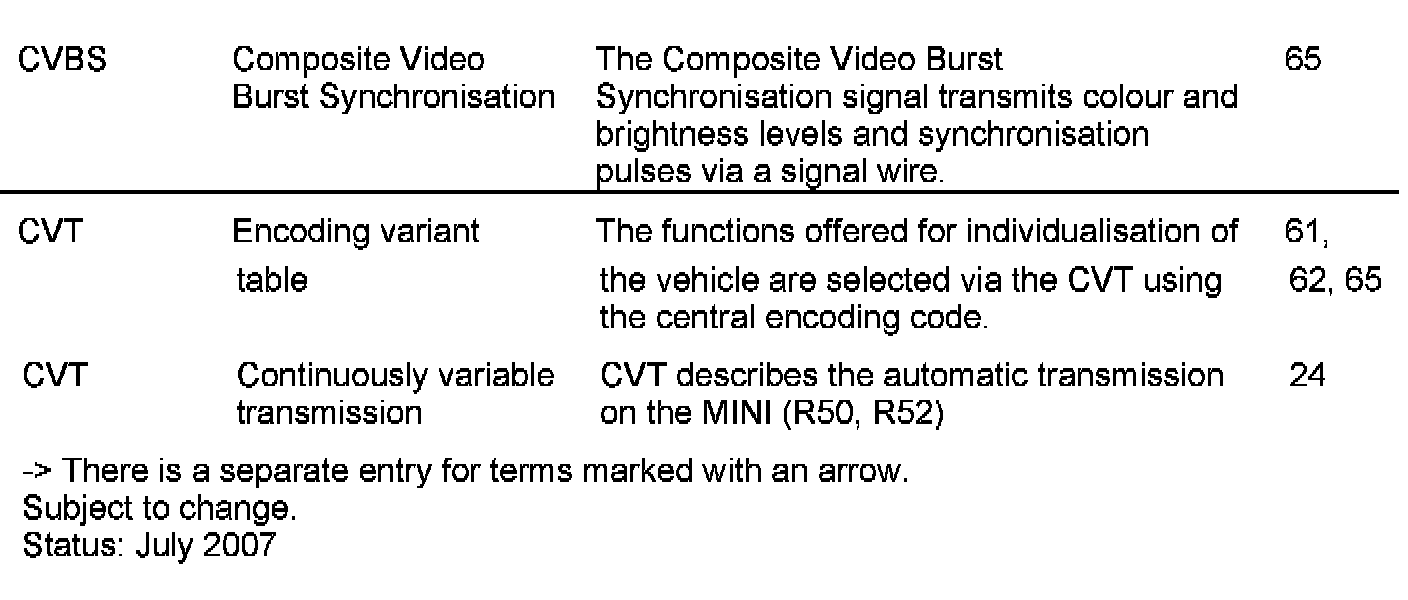 CVBS Composite Video The Composite Video Burst 65
Burst Synchronisation Synchronisation signal transmits colour and
brightness levels and synchronisation
pulses via a signal wire.
CVT Encoding variant The functions offered for individualisation of 61,
table the vehicle are selected via the CVT using 62, 65
the central encoding code.
CVT Continuously variable CVT describes the automatic transmission 24
transmission on the MINI (R50, R52)
-> There is a separate entry for terms marked with an arrow.
Subject to change.
Status: July 2007